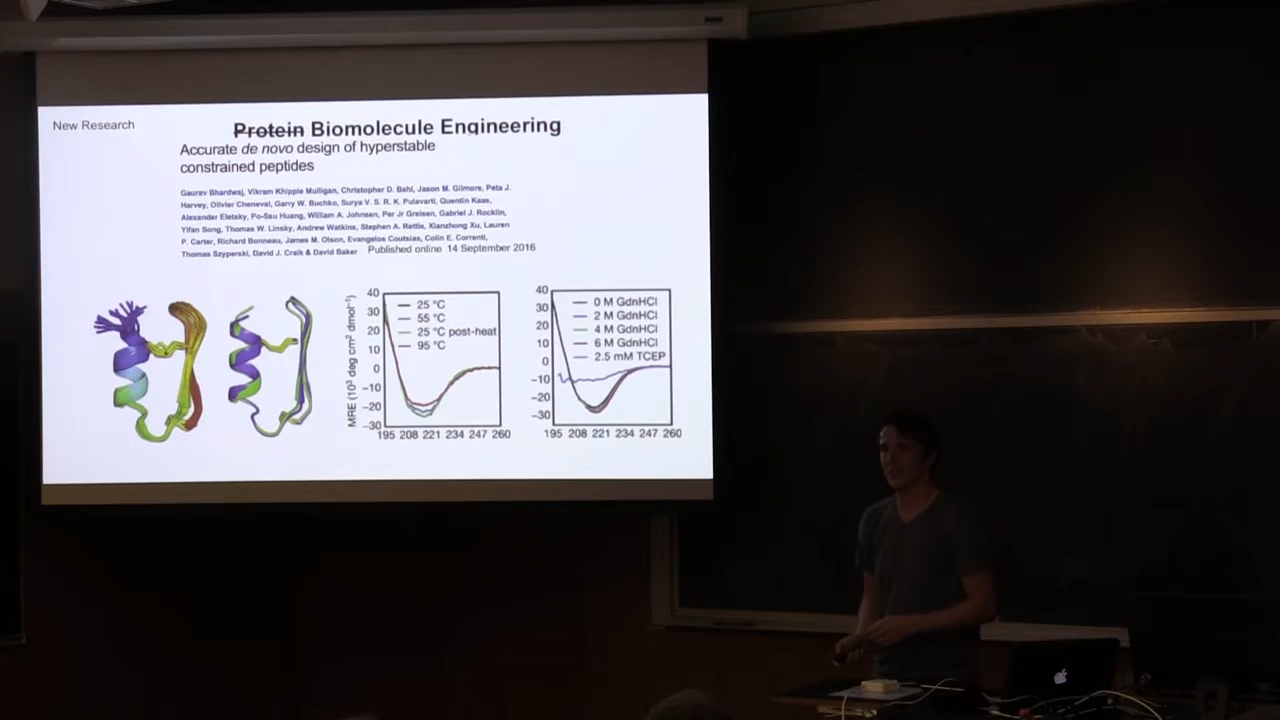 New Research
Protein Biomolecule Engineering
Accurate de novo design of hyperstable
constrained peptides
Gaurav Bhardwaj, Vikram Khipple Mulligan, Christopher D. Bahl, Jason M. Gilmore, Peta J.
Harvey, Olivier Cheneval, Garry W. Buchko, Surya V. S. R. K. Pulavarti, Quentin Kaas,
Alexander Eletsky, Po-Ssu Huang, William A. Johnsen, Per Jr Greisen, Gabriel J. Rocklin,
Yifan Song, Thomas W. Linsky, Andrew Watkins, Stephen A. Rettie, Xianzhong Xu, Lauren
P. Carter, Richard Bonneau, James M. Olson, Evangelos Coutsias, Colin E. Correnti,
Thomas Szyperski, David J. Craik & David Baker Published online 14 September 2016
MRE (10³ deg cm² dmol⁻¹)
40
30
20
10
0
−10
−20
−30
25 °C
55 °C
25 °C post-heat
95 °C
195 208 221 234 247 260
40
30
20
10
0
−10
−20
−30
0 M GdnHCl
2 M GdnHCl
4 M GdnHCl
6 M GdnHCl
2.5 mM TCEP
195 208 221 234 247 260